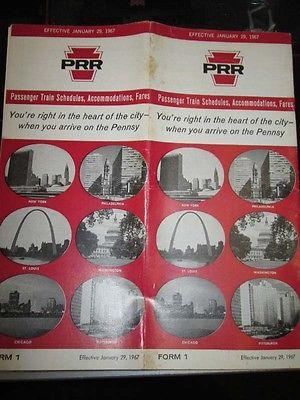 EFFECTIVE JANUARY 29, 1967
PRR
Passenger Train Schedules, Accommodations, Fares
You're right in the heart of the city—
when you arrive on the Pennsy
NEW YORK
PHILADELPHIA
ST. LOUIS
WASHINGTON
CHICAGO
RM 1
Effective January 29, 1967
EFFECTIVE JANUARY 29, 1967
PRR
Passenger Train Schedules, Accommodations, Fares
You're right in the heart of the city—
when you arrive on the Pennsy
NEW YORK
PHILADELPHIA
ST. LOUIS
WASHINGTON
CHICAGO
PITTSBURGH
FORM 1
Effective January 29, 1967